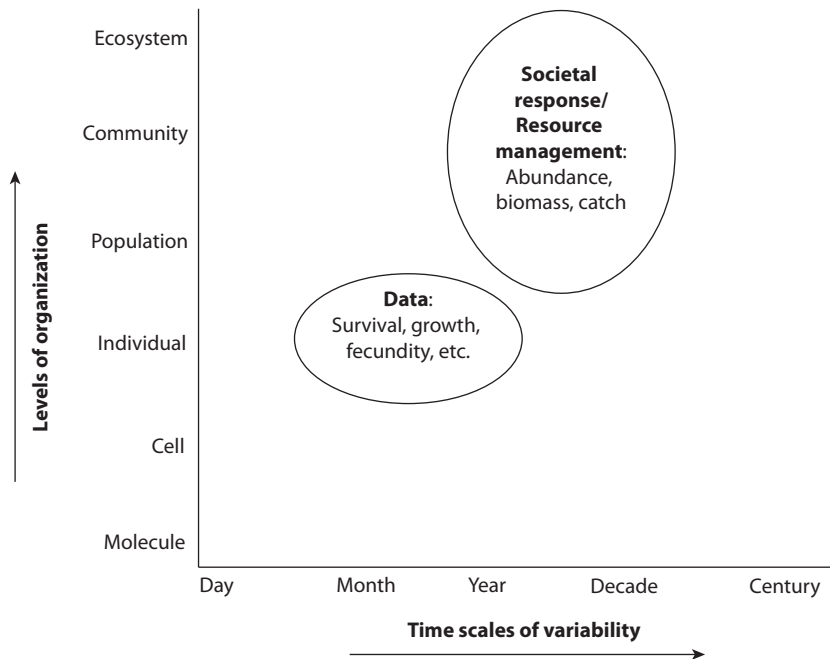 Ecosystem
Community
Population
Individual
Cell
Molecule
Levels of organization
Societal
response/
Resource
management:
Abundance,
biomass, catch
Data:
Survival, growth,
fecundity, etc.
Day
Month
Year
Decade
Century
Time scales of variability